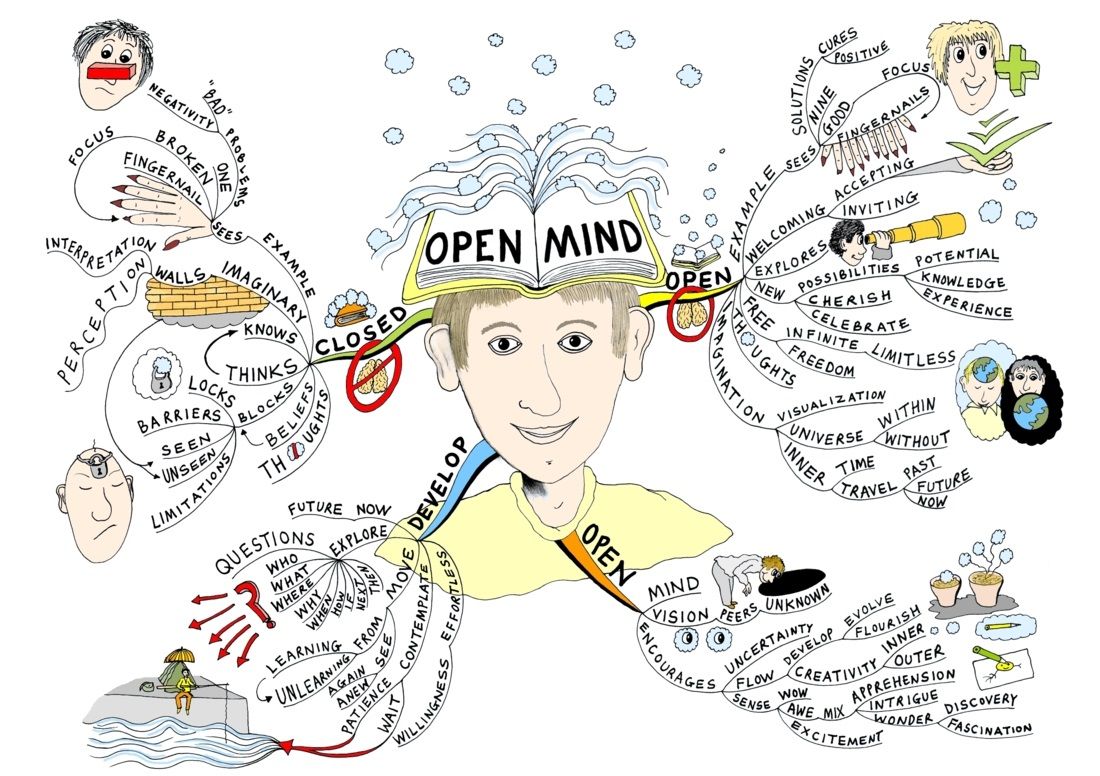 OPEN MIND
CLOSED
EXAMPLE
SEES
"BAD" PROBLEMS
NEGATIVITY
ONE
BROKEN
FINGERNAIL
FOCUS
IMAGINARY
WALLS
INTERPRETATION
PERCEPTION
THINKS
KNOWS
BLOCKS
LOCKS
BARRIERS
SEEN
UNSEEN
LIMITATIONS
BELIEFS
THOUGHTS
OPEN
EXAMPLE
SEES
SOLUTIONS
CURES
POSITIVE
NINE
GOOD
FINGERNAILS
FOCUS
WELCOMING
ACCEPTING
INVITING
EXPLORES
NEW
POSSIBILITIES
POTENTIAL
KNOWLEDGE
EXPERIENCE
CHERISH
CELEBRATE
FREE
THOUGHTS
INFINITE
LIMITLESS
FREEDOM
IMAGINATION
VISUALIZATION
UNIVERSE
WITHIN
WITHOUT
INNER
TIME
TRAVEL
PAST
FUTURE
NOW
DEVELOP
FUTURE NOW
EXPLORE
QUESTIONS
WHO
WHAT
WHERE
WHY
WHEN
HOW
IF
NEXT
THEN
MOVE
FROM
LEARNING
UNLEARNING
CONTEMPLATE
SEE
AGAIN
ANEW
PATIENCE
WAIT
EFFORTLESS
WILLINGNESS
OPEN
MIND
VISION
PEERS
UNKNOWN
ENCOURAGES
UNCERTAINTY
FLOW
DEVELOP
EVOLVE
FLOURISH
CREATIVITY
INNER
OUTER
SENSE
WOW
AWE
MIX
APPREHENSION
INTRIGUE
WONDER
DISCOVERY
FASCINATION
EXCITEMENT